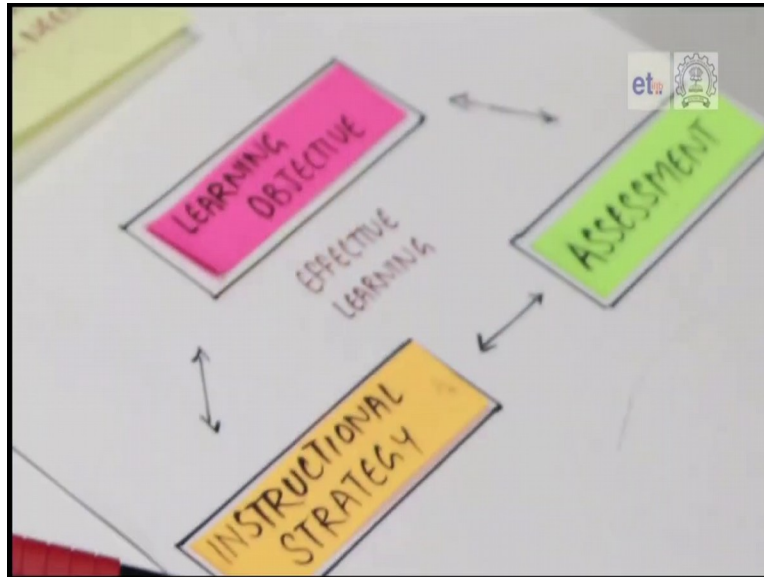 et
LEARNING
OBJECTIVE
ASSESSMENT
EFFECTIVE
LEARNING
INSTRUCTIONAL
STRATEGY